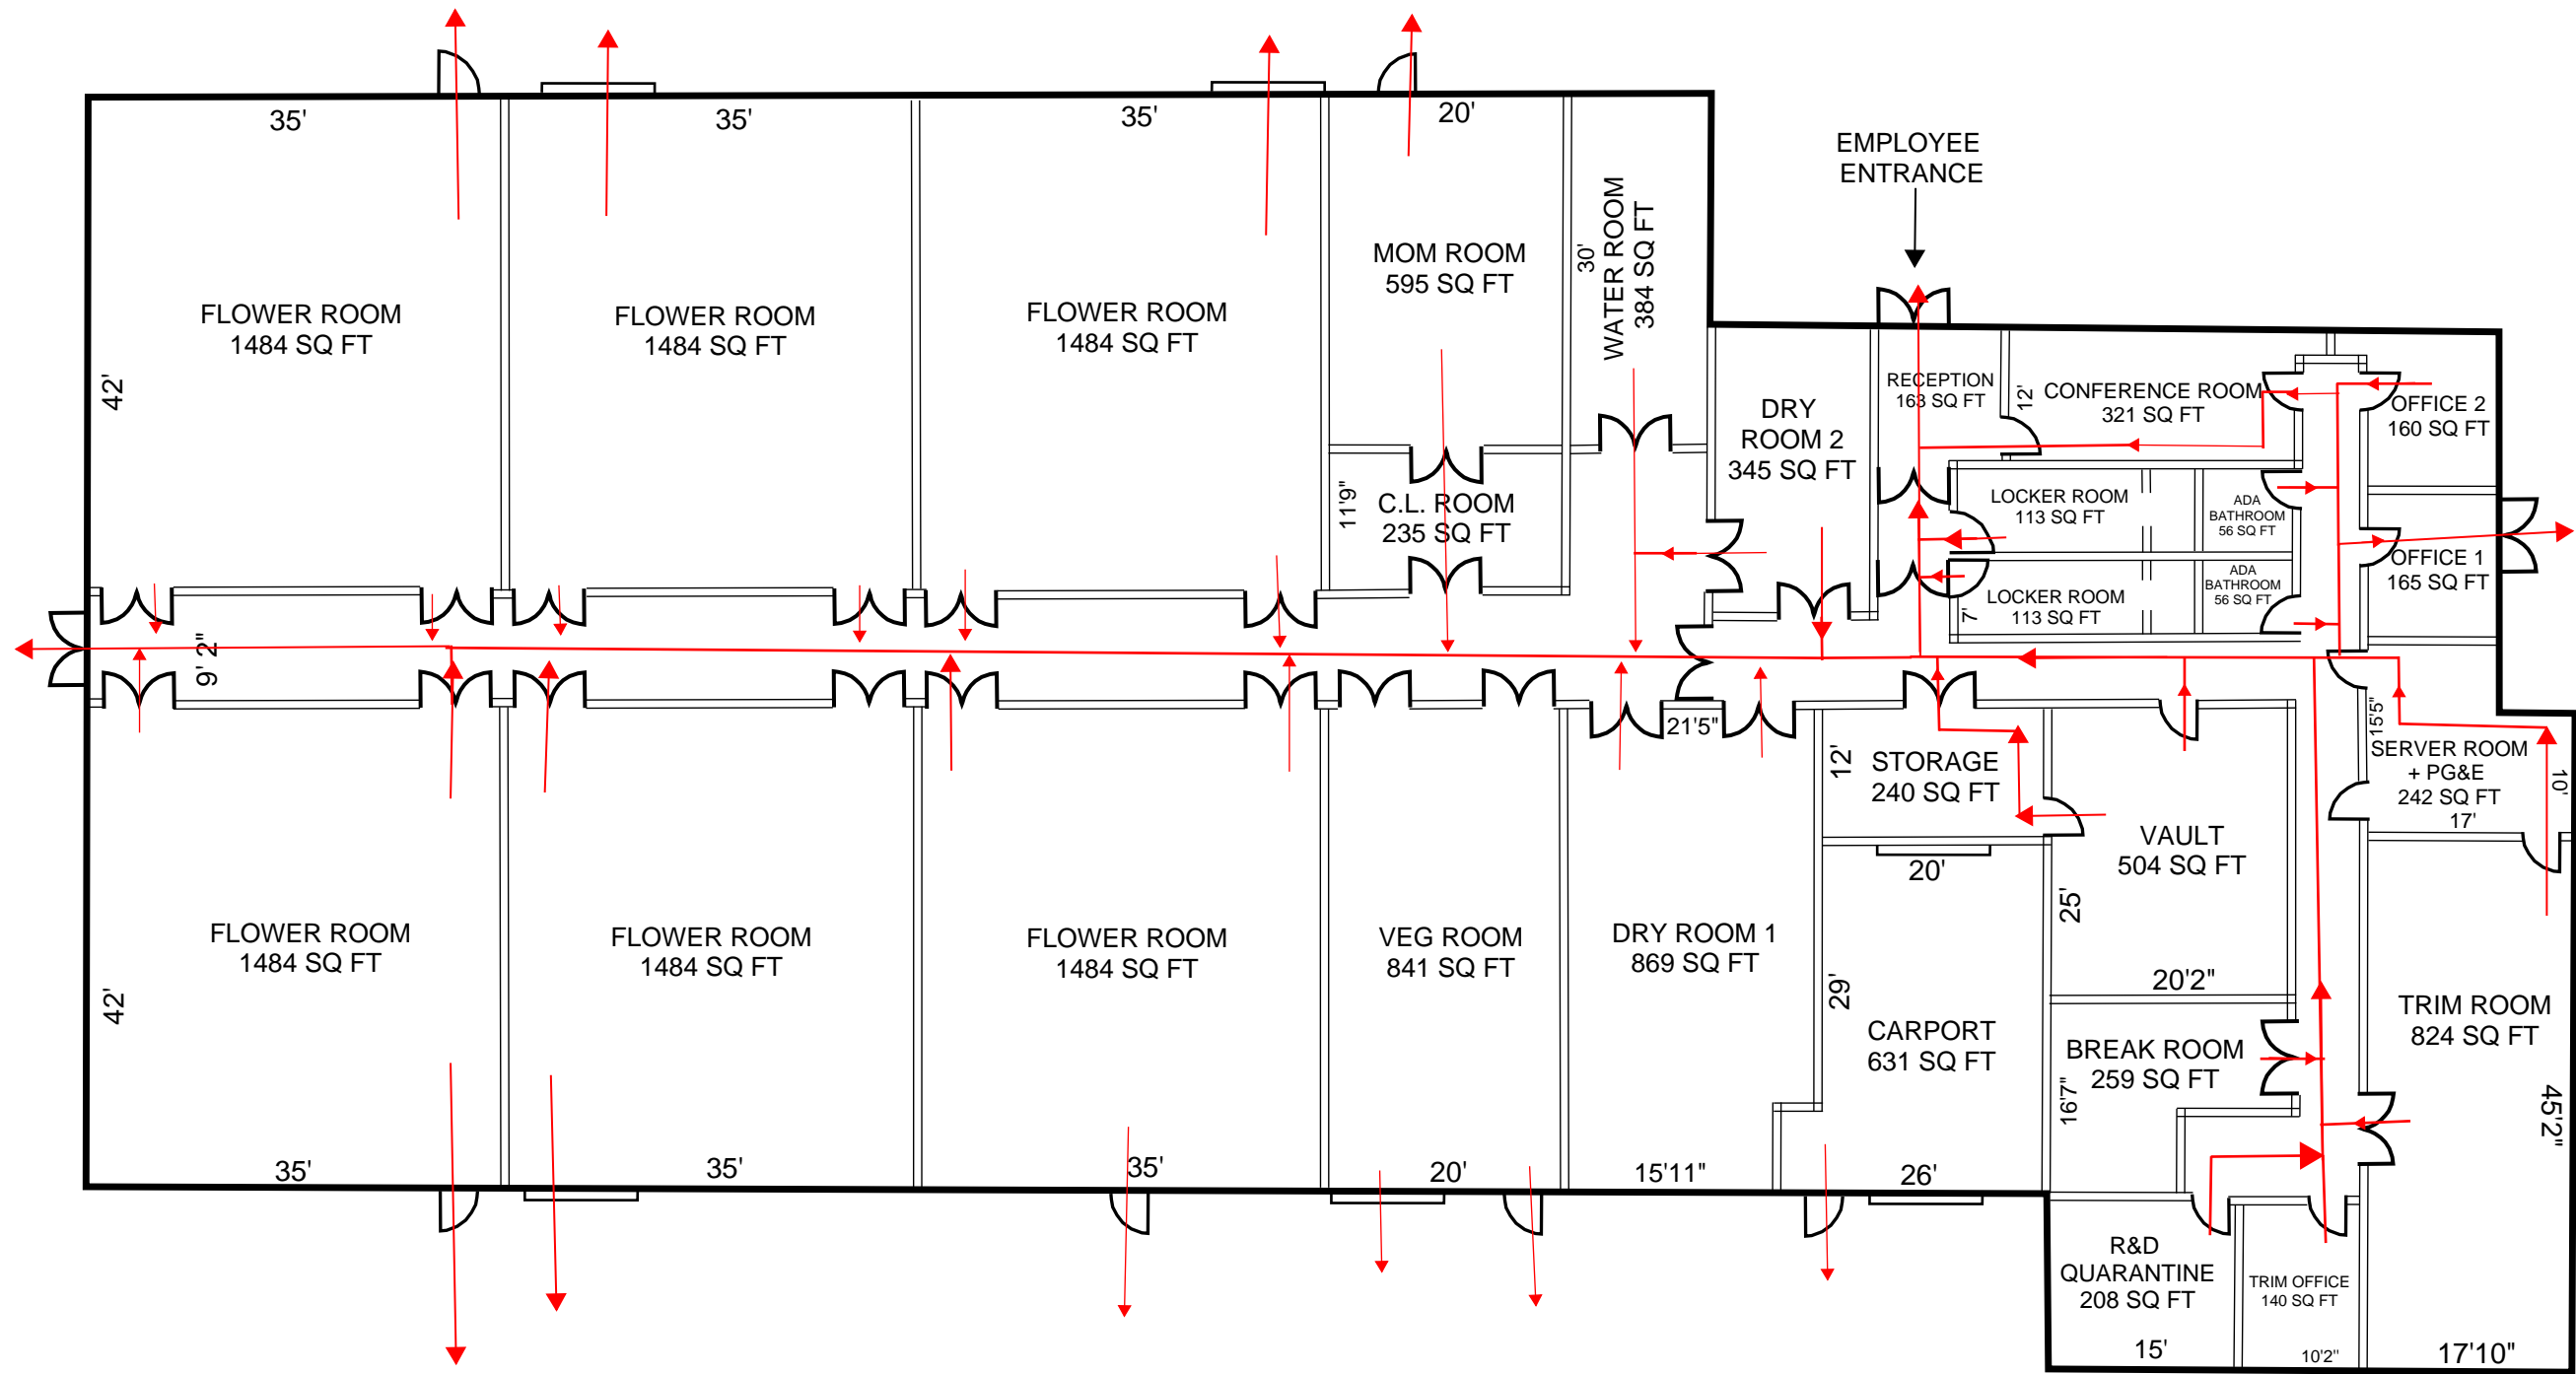 35'
35'
35'
20'
EMPLOYEE
ENTRANCE
FLOWER ROOM
1484 SQ FT
FLOWER ROOM
1484 SQ FT
FLOWER ROOM
1484 SQ FT
MOM ROOM
595 SQ FT
30'
WATER ROOM
384 SQ FT
42'
DRY
ROOM 2
345 SQ FT
RECEPTION
163 SQ FT
12'
CONFERENCE ROOM
321 SQ FT
OFFICE 2
160 SQ FT
11'9"
C.L. ROOM
235 SQ FT
LOCKER ROOM
113 SQ FT
ADA
BATHROOM
56 SQ FT
OFFICE 1
165 SQ FT
LOCKER ROOM
113 SQ FT
7'
ADA
BATHROOM
56 SQ FT
9' 2"
21'5"
12'
STORAGE
240 SQ FT
15'5"
SERVER ROOM
+ PG&E
242 SQ FT
17'
10'
VAULT
504 SQ FT
20'
25'
20'2"
FLOWER ROOM
1484 SQ FT
FLOWER ROOM
1484 SQ FT
FLOWER ROOM
1484 SQ FT
VEG ROOM
841 SQ FT
DRY ROOM 1
869 SQ FT
42'
29'
CARPORT
631 SQ FT
BREAK ROOM
259 SQ FT
16'7"
TRIM ROOM
824 SQ FT
45'2"
35'
35'
35'
20'
15'11"
26'
R&D
QUARANTINE
208 SQ FT
TRIM OFFICE
140 SQ FT
15'
10'2"
17'10"